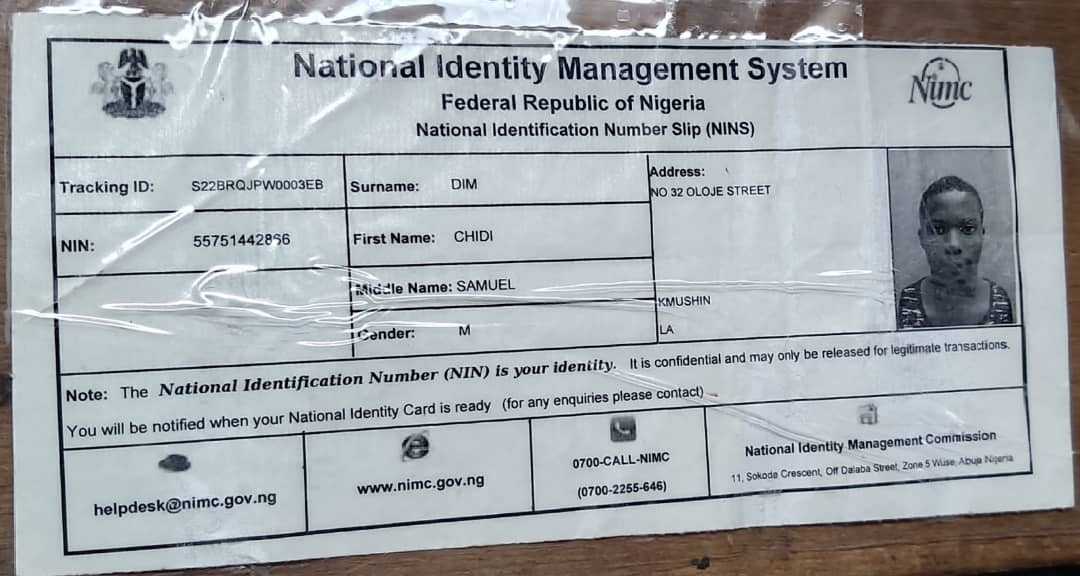 National Identity Management System
Federal Republic of Nigeria
National Identification Number Slip (NINS)
Nimc
Tracking ID: S22BRQJPW0003EB
Surname: DIM
Address:
NO 32 OLOJE STREET
NIN: 55751442866
First Name: CHIDI
Middle Name: SAMUEL
KMUSHIN
Gender: M
LA
Note: The National Identification Number (NIN) is your identity. It is confidential and may only be released for legitimate transactions.
You will be notified when your National Identity Card is ready (for any enquiries please contact)
helpdesk@nimc.gov.ng
www.nimc.gov.ng
0700-CALL-NIMC
(0700-2255-646)
National Identity Management Commission
11, Sokode Crescent, Off Dalaba Street, Zone 5 Wuse, Abuja Nigeria